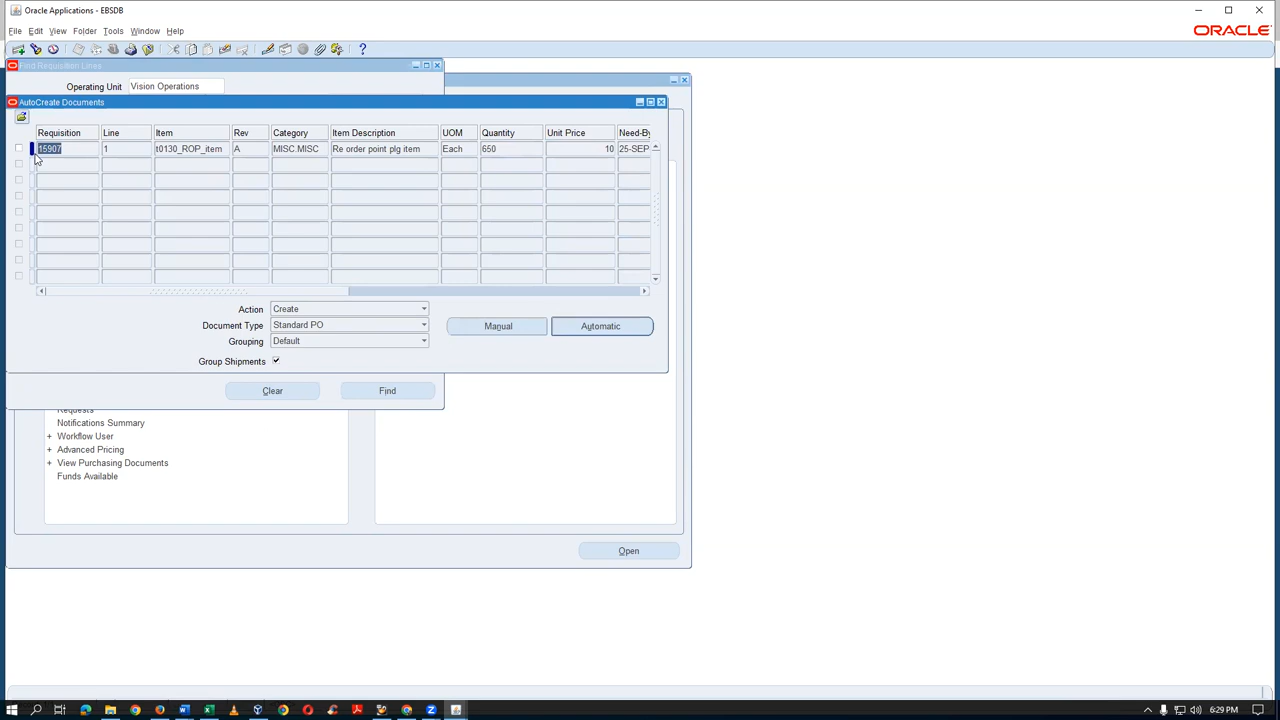 Oracle Applications - EBSDB
File Edit View Folder Tools Window Help
ORACLE
Find Requisition Lines
Operating Unit Vision Operations
AutoCreate Documents
Requisition Line Item Rev Category Item Description UOM Quantity Unit Price Need-By
15907 1 t0130_ROP_item A MISC.MISC Re order point plg item Each 650 10 25-SEP
Action Create
Document Type Standard PO
Manual Automatic
Grouping Default
Group Shipments
Clear Find
Requests
Notifications Summary
+ Workflow User
+ Advanced Pricing
+ View Purchasing Documents
Funds Available
Open
6:29 PM